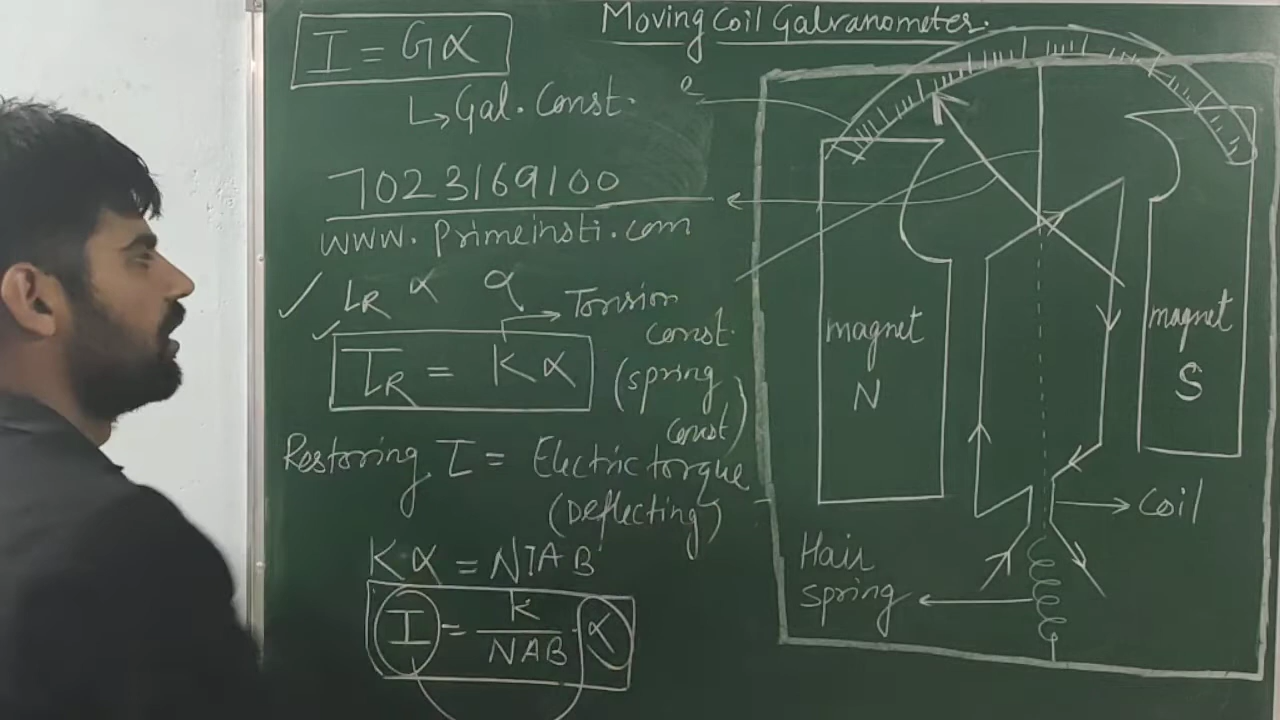 Moving Coil Galvanometer.
I = Gα
↳ Gal. Const.
7023169100
www.primeinsti.com
✓ τR α α
→ Torsion
const.
(spring
const)
✓ τR = Kα
Restoring τ = Electric torque
(Deflecting)
Kα = NIAB
I = K/NAB α
magnet
N
magnet
S
→ Coil
Hair
spring ←